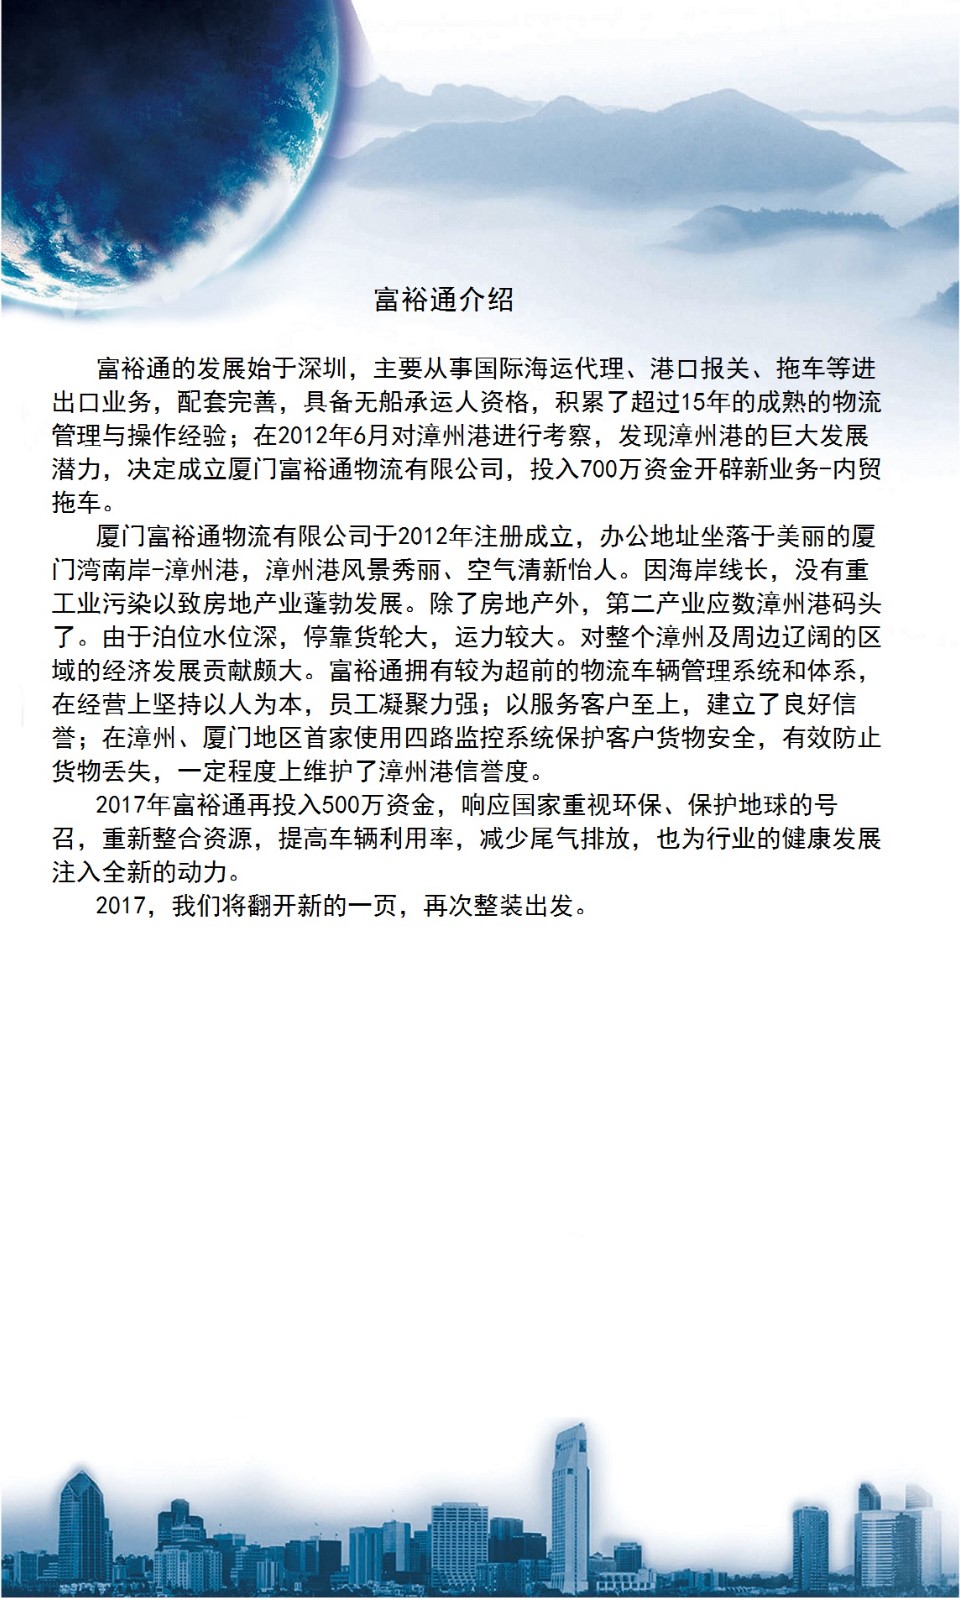 富裕通介绍
富裕通的发展始于深圳，主要从事国际海运代理、港口报关、拖车等进
出口业务，配套完善，具备无船承运人资格，积累了超过15年的成熟的物流
管理与操作经验；在2012年6月对漳州港进行考察，发现漳州港的巨大发展
潜力，决定成立厦门富裕通物流有限公司，投入700万资金开辟新业务-内贸
拖车。
厦门富裕通物流有限公司于2012年注册成立，办公地址坐落于美丽的厦
门湾南岸-漳州港，漳州港风景秀丽、空气清新怡人。因海岸线长，没有重
工业污染以致房地产业蓬勃发展。除了房地产外，第二产业应数漳州港码头
了。由于泊位水位深，停靠货轮大，运力较大。对整个漳州及周边辽阔的区
域的经济发展贡献颇大。富裕通拥有较为超前的物流车辆管理系统和体系，
在经营上坚持以人为本，员工凝聚力强；以服务客户至上，建立了良好信
誉；在漳州、厦门地区首家使用四路监控系统保护客户货物安全，有效防止
货物丢失，一定程度上维护了漳州港信誉度。
2017年富裕通再投入500万资金，响应国家重视环保、保护地球的号
召，重新整合资源，提高车辆利用率，减少尾气排放，也为行业的健康发展
注入全新的动力。
2017，我们将翻开新的一页，再次整装出发。